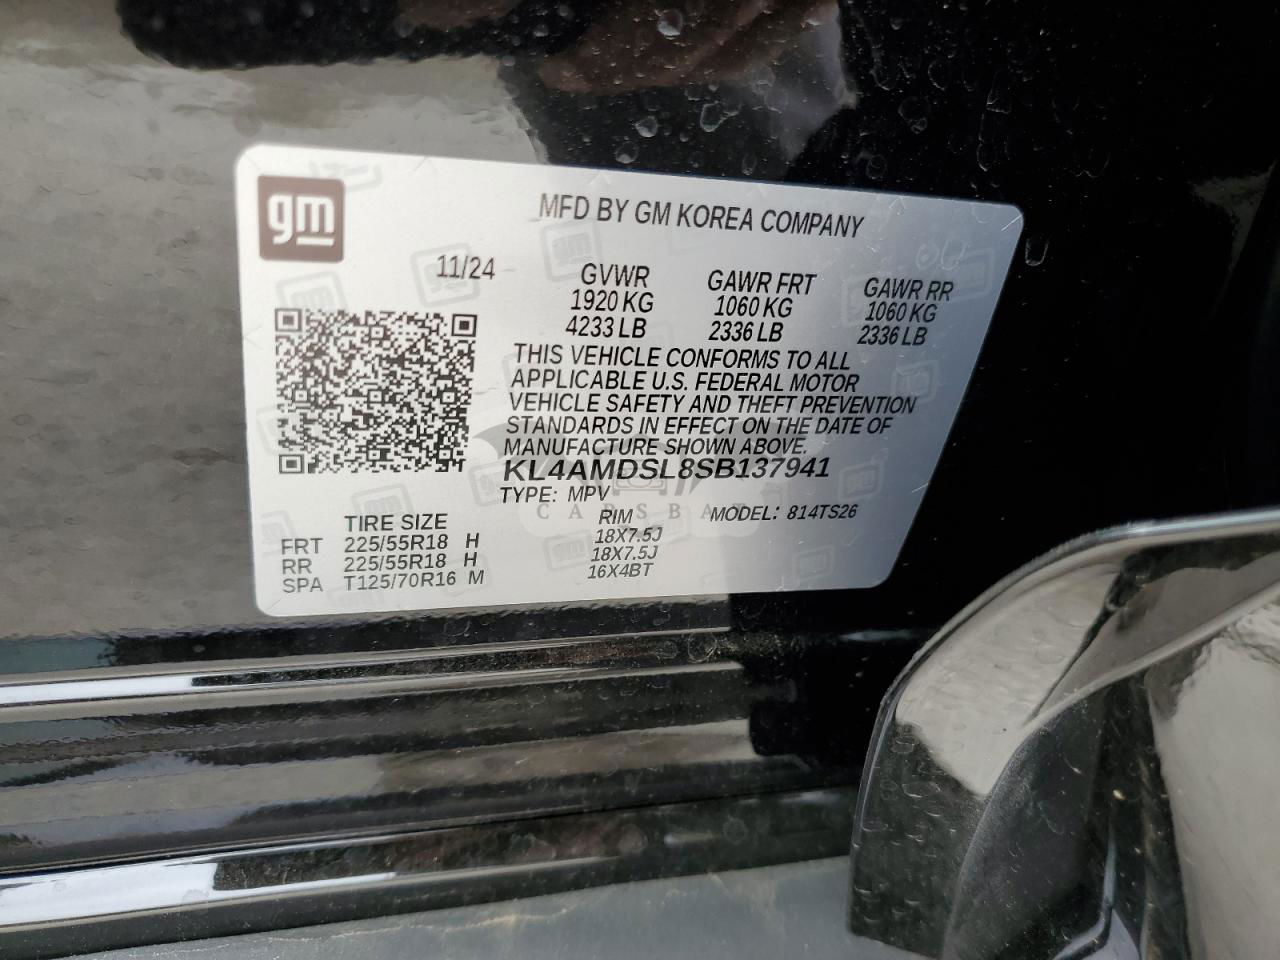 gm
MFD BY GM KOREA COMPANY
11/24
GVWR GAWR FRT GAWR RR
1920 KG 1060 KG 1060 KG
4233 LB 2336 LB 2336 LB
THIS VEHICLE CONFORMS TO ALL
APPLICABLE U.S. FEDERAL MOTOR
VEHICLE SAFETY AND THEFT PREVENTION
STANDARDS IN EFFECT ON THE DATE OF
MANUFACTURE SHOWN ABOVE.
KL4AMDSL8SB137941
TYPE: MPV
MODEL: 814TS26
TIRE SIZE RIM
FRT 225/55R18 H 18X7.5J
RR 225/55R18 H 18X7.5J
SPA T125/70R16 M 16X4BT